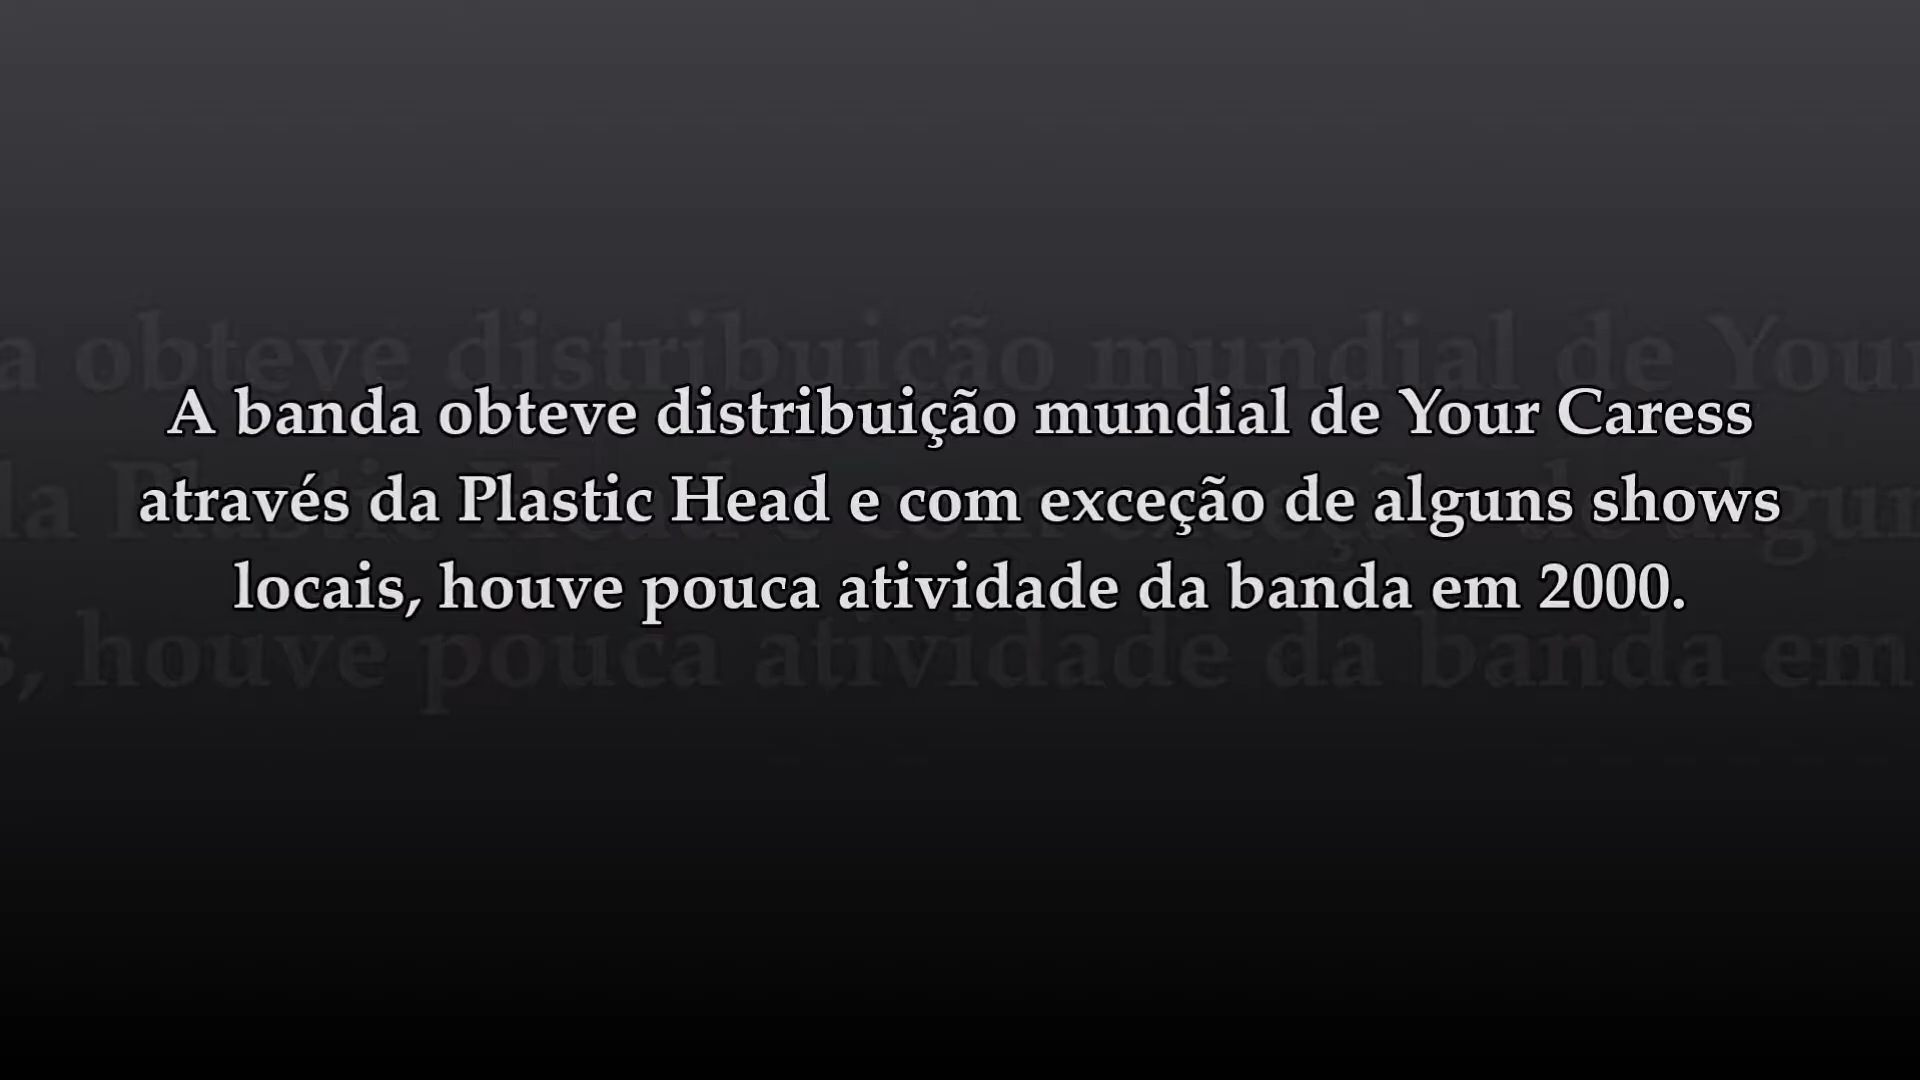 A banda obteve distribuição mundial de Your Caress
através da Plastic Head e com exceção de alguns shows
locais, houve pouca atividade da banda em 2000.